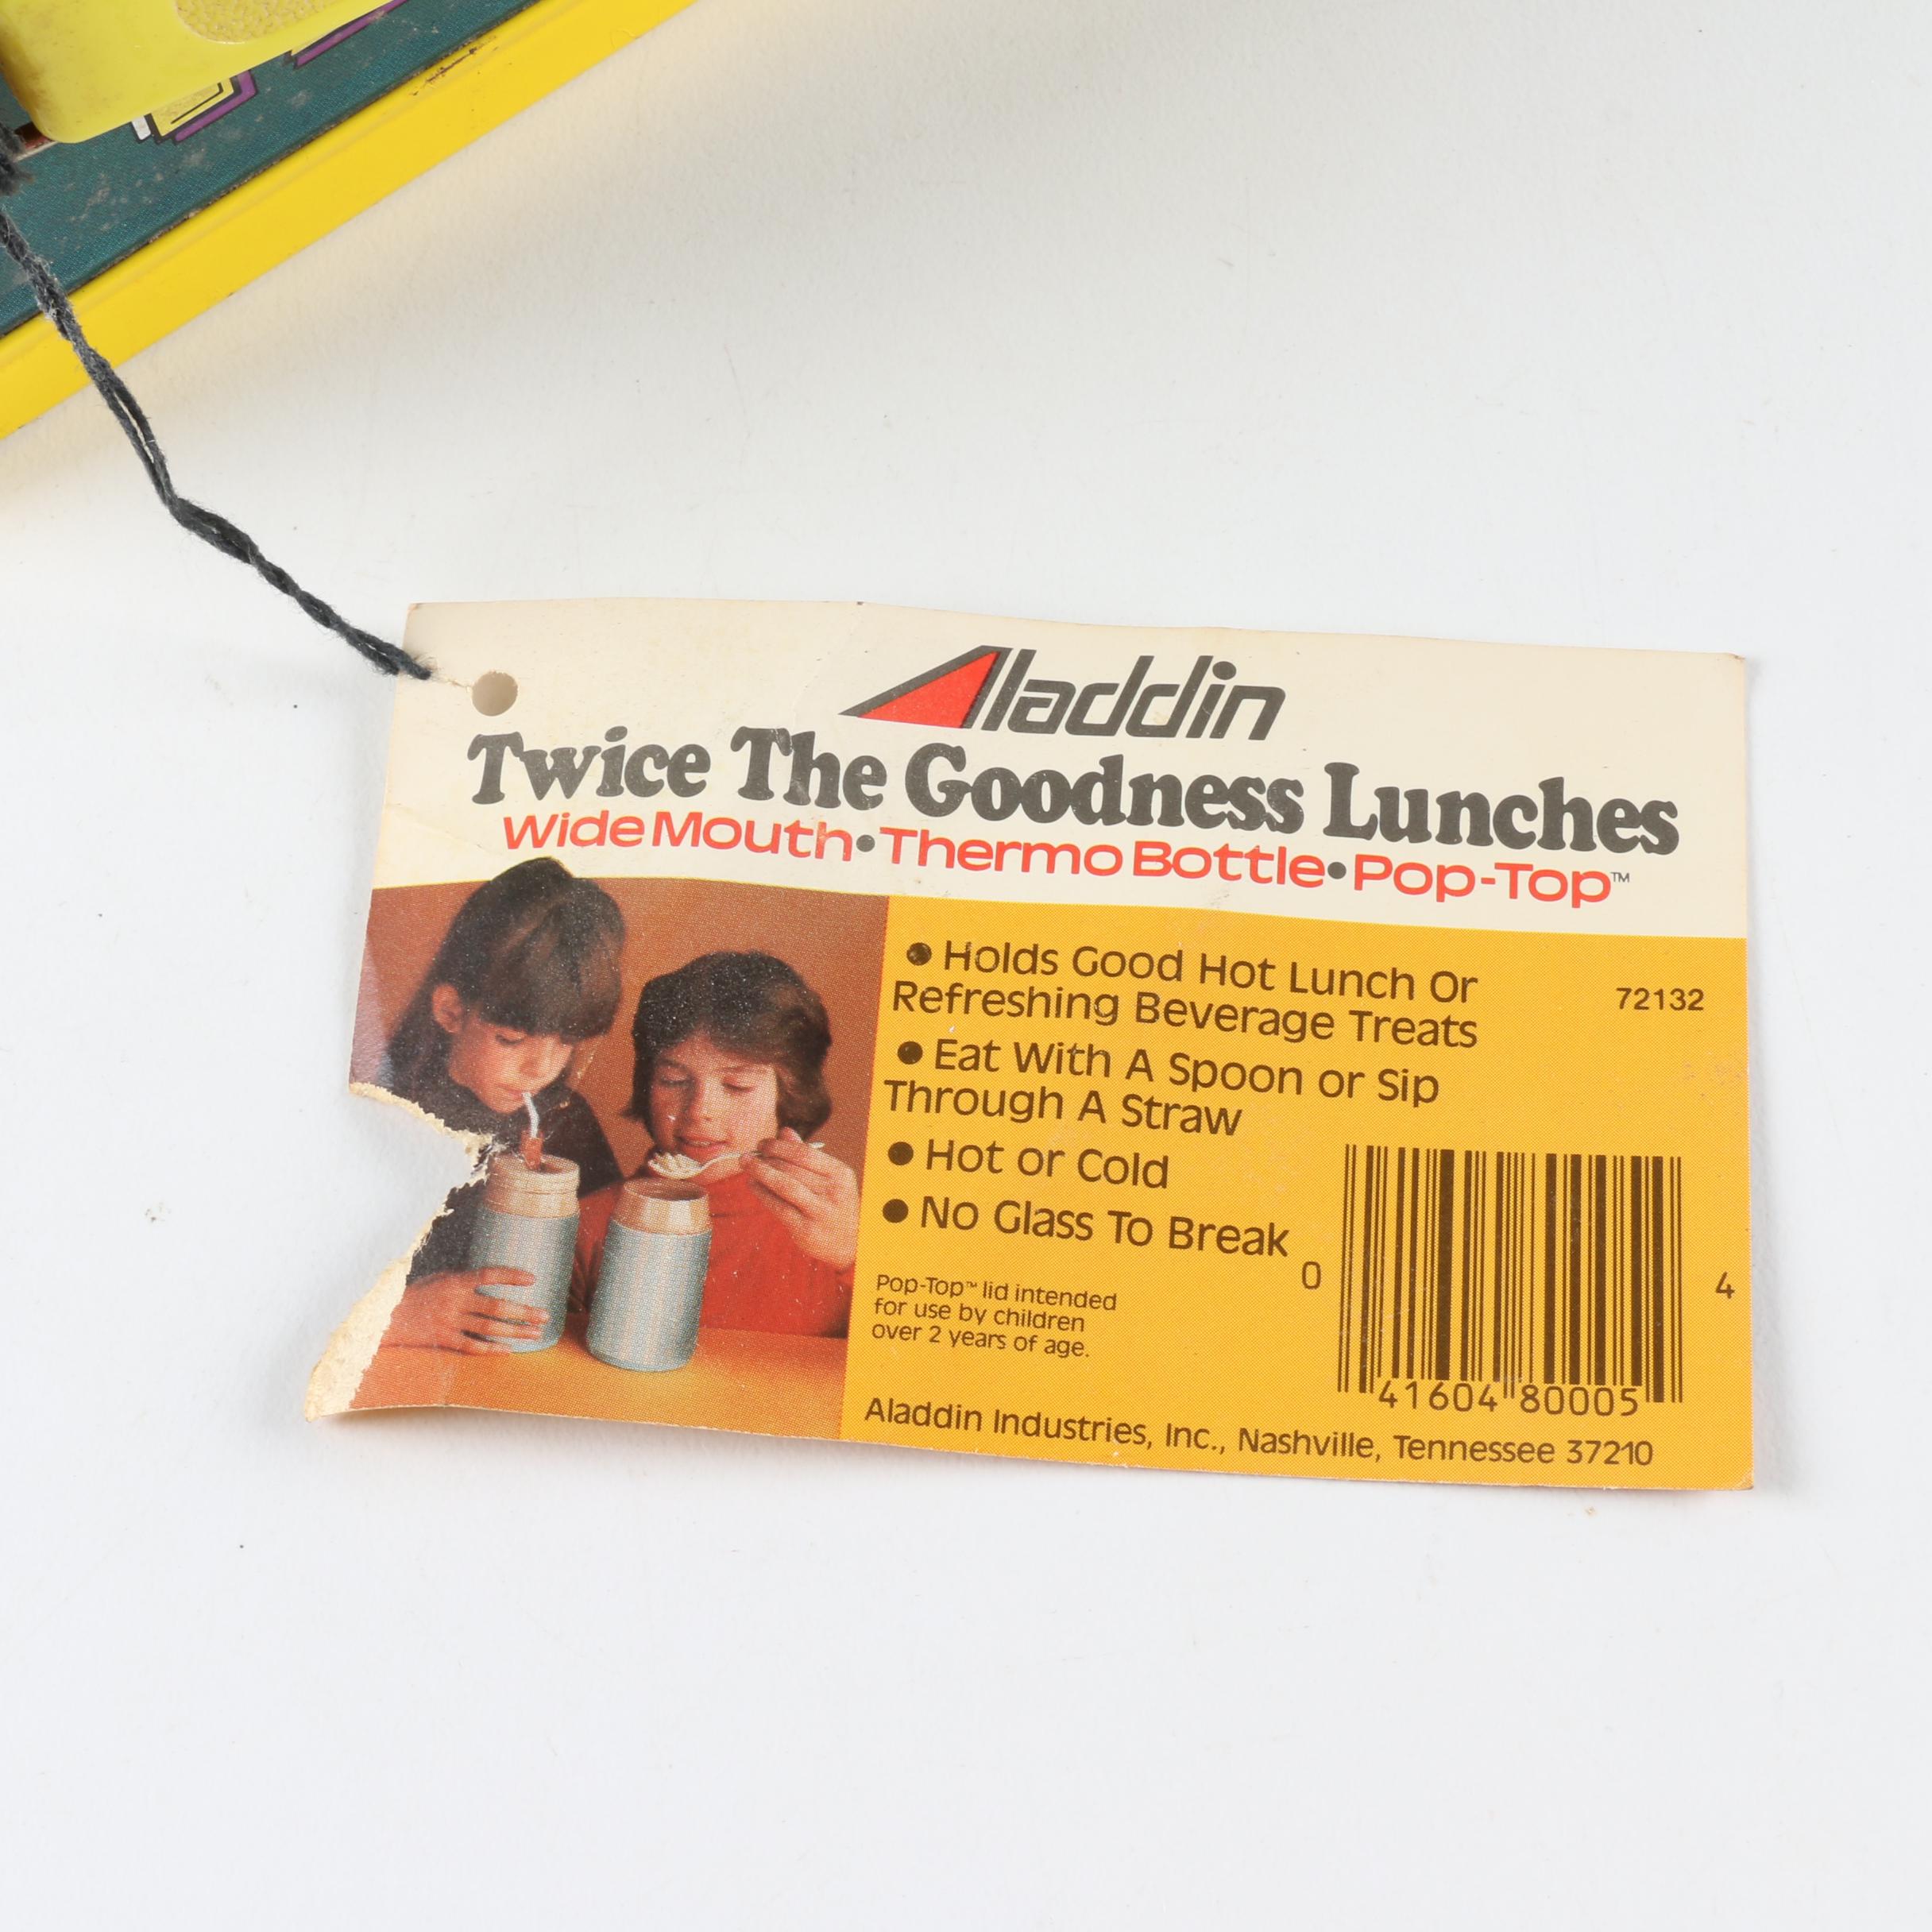 Aladdin
Twice The Goodness Lunches
Wide Mouth•Thermo Bottle•Pop-Top™
• Holds Good Hot Lunch Or
Refreshing Beverage Treats
72132
• Eat With A Spoon or Sip
Through A Straw
• Hot or Cold
• No Glass To Break
Pop-Top™ lid intended
for use by children
over 2 years of age.
0 41604 80005 4
Aladdin Industries, Inc., Nashville, Tennessee 37210